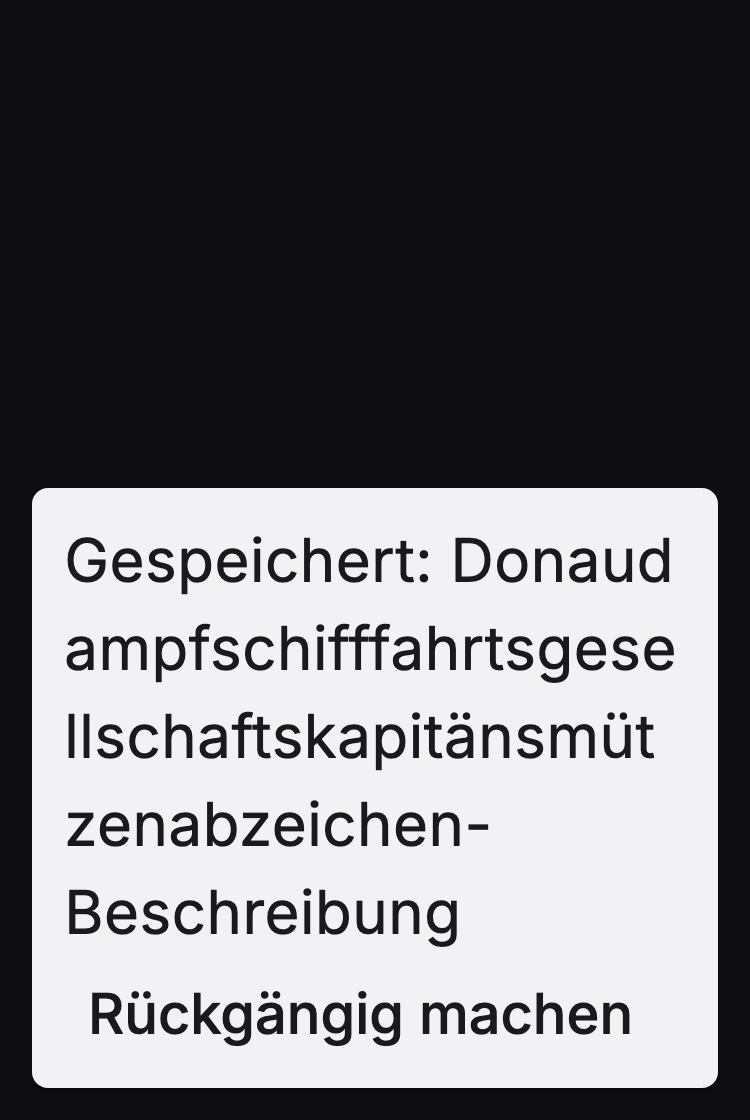 Gespeichert: Donaud
ampfschifffahrtsgese
llschaftskapitänsmüt
zenabzeichen-
Beschreibung
Rückgängig machen